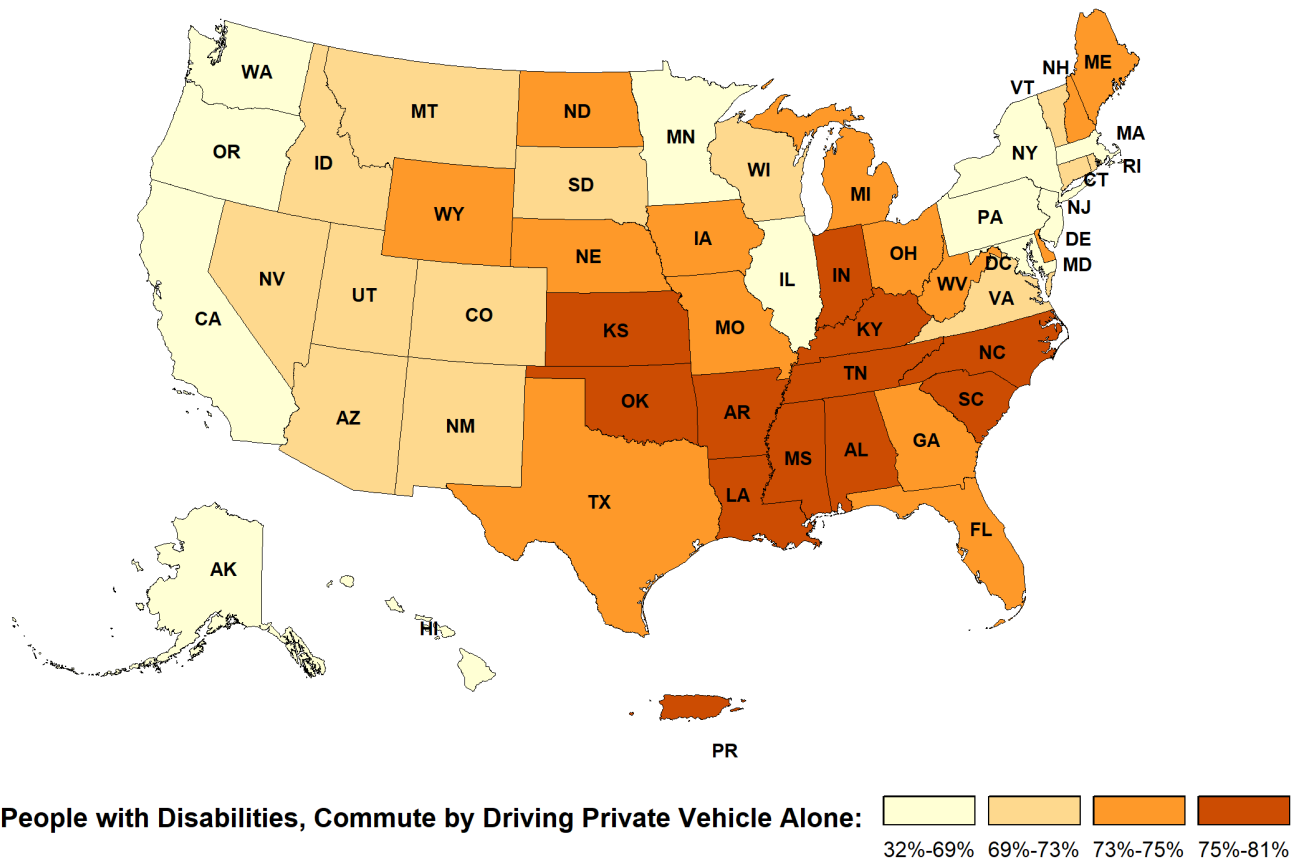 WA
MT
ND
MN
VT
NH
ME
OR
ID
SD
WI
MI
NY
MA
RI
CT
WY
IA
NE
PA
NJ
DE
MD
DC
NV
UT
CO
IL
IN
OH
WV
VA
CA
KS
MO
KY
NC
AZ
NM
OK
AR
TN
SC
TX
LA
MS
AL
GA
FL
AK
HI
PR
People with Disabilities, Commute by Driving Private Vehicle Alone:
32%-69% 69%-73% 73%-75% 75%-81%